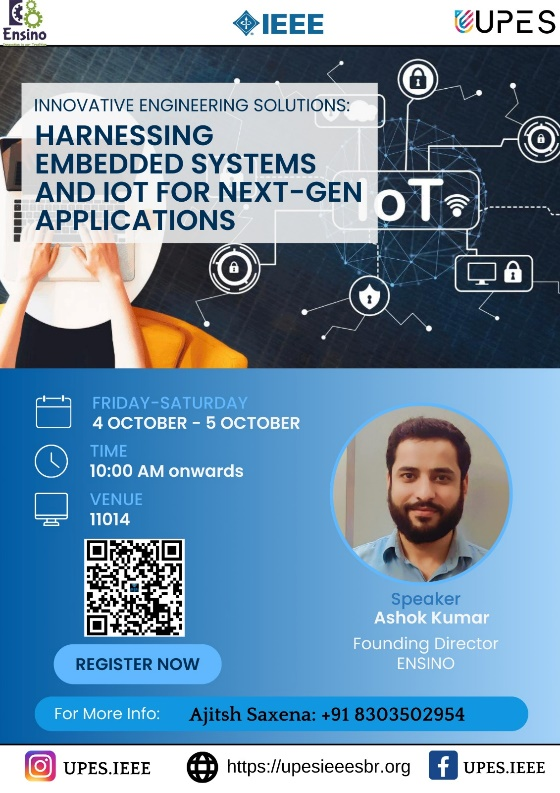 Ensino
IEEE
UPES
INNOVATIVE ENGINEERING SOLUTIONS:
HARNESSING
EMBEDDED SYSTEMS
AND IOT FOR NEXT-GEN
APPLICATIONS
IoT
FRIDAY-SATURDAY
4 OCTOBER - 5 OCTOBER
TIME
10:00 AM onwards
VENUE
11014
REGISTER NOW
Speaker
Ashok Kumar
Founding Director
ENSINO
For More Info: Ajitsh Saxena: +91 8303502954
UPES.IEEE https://upesieeesbr.org UPES.IEEE